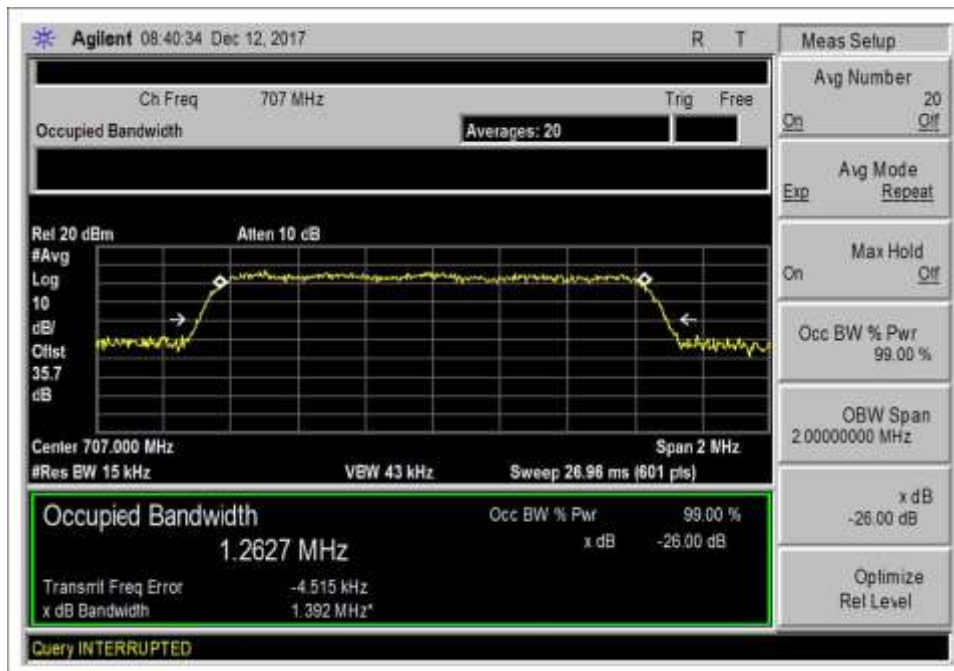 Agilent 08:40:34 Dec 12, 2017 R T
Ch Freq 707 MHz Trig Free
Occupied Bandwidth Averages: 20
Ref 20 dBm Atten 10 dB
#Avg
Log
10
dB/
Offst
35.7
dB
Center 707.000 MHz Span 2 MHz
#Res BW 15 kHz VBW 43 kHz Sweep 26.96 ms (601 pts)
Occupied Bandwidth Occ BW % Pwr 99.00 %
1.2627 MHz x dB -26.00 dB
Transmit Freq Error -4.515 kHz
x dB Bandwidth 1.392 MHz*
Query INTERRUPTED
Meas Setup
Avg Number
20
On Off
Avg Mode
Exp Repeat
Max Hold
On Off
Occ BW % Pwr
99.00 %
OBW Span
2.00000000 MHz
x dB
-26.00 dB
Optimize
Ref Level